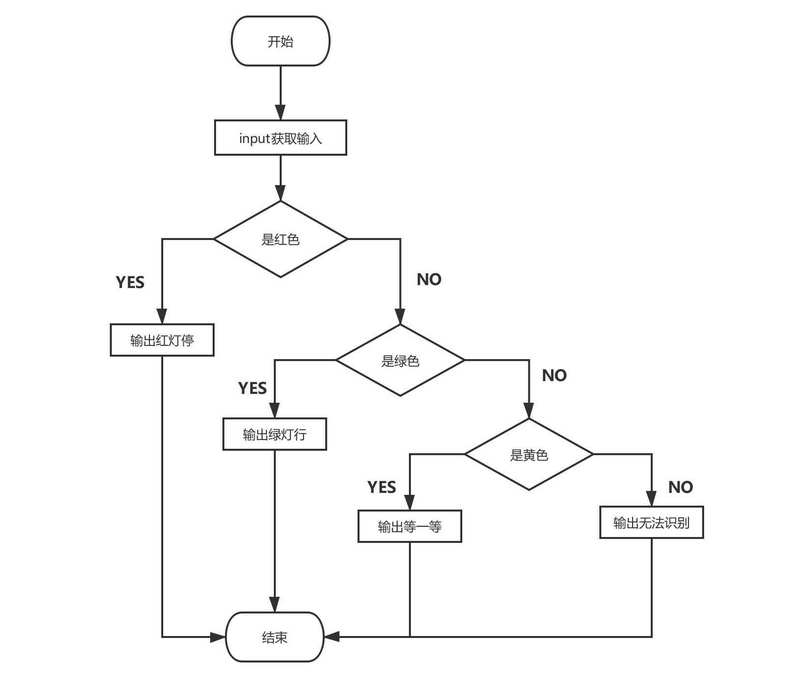 开始
input获取输入
是红色
YES
NO
输出红灯停
是绿色
YES
NO
输出绿灯行
是黄色
YES
NO
输出等一等
输出无法识别
结束